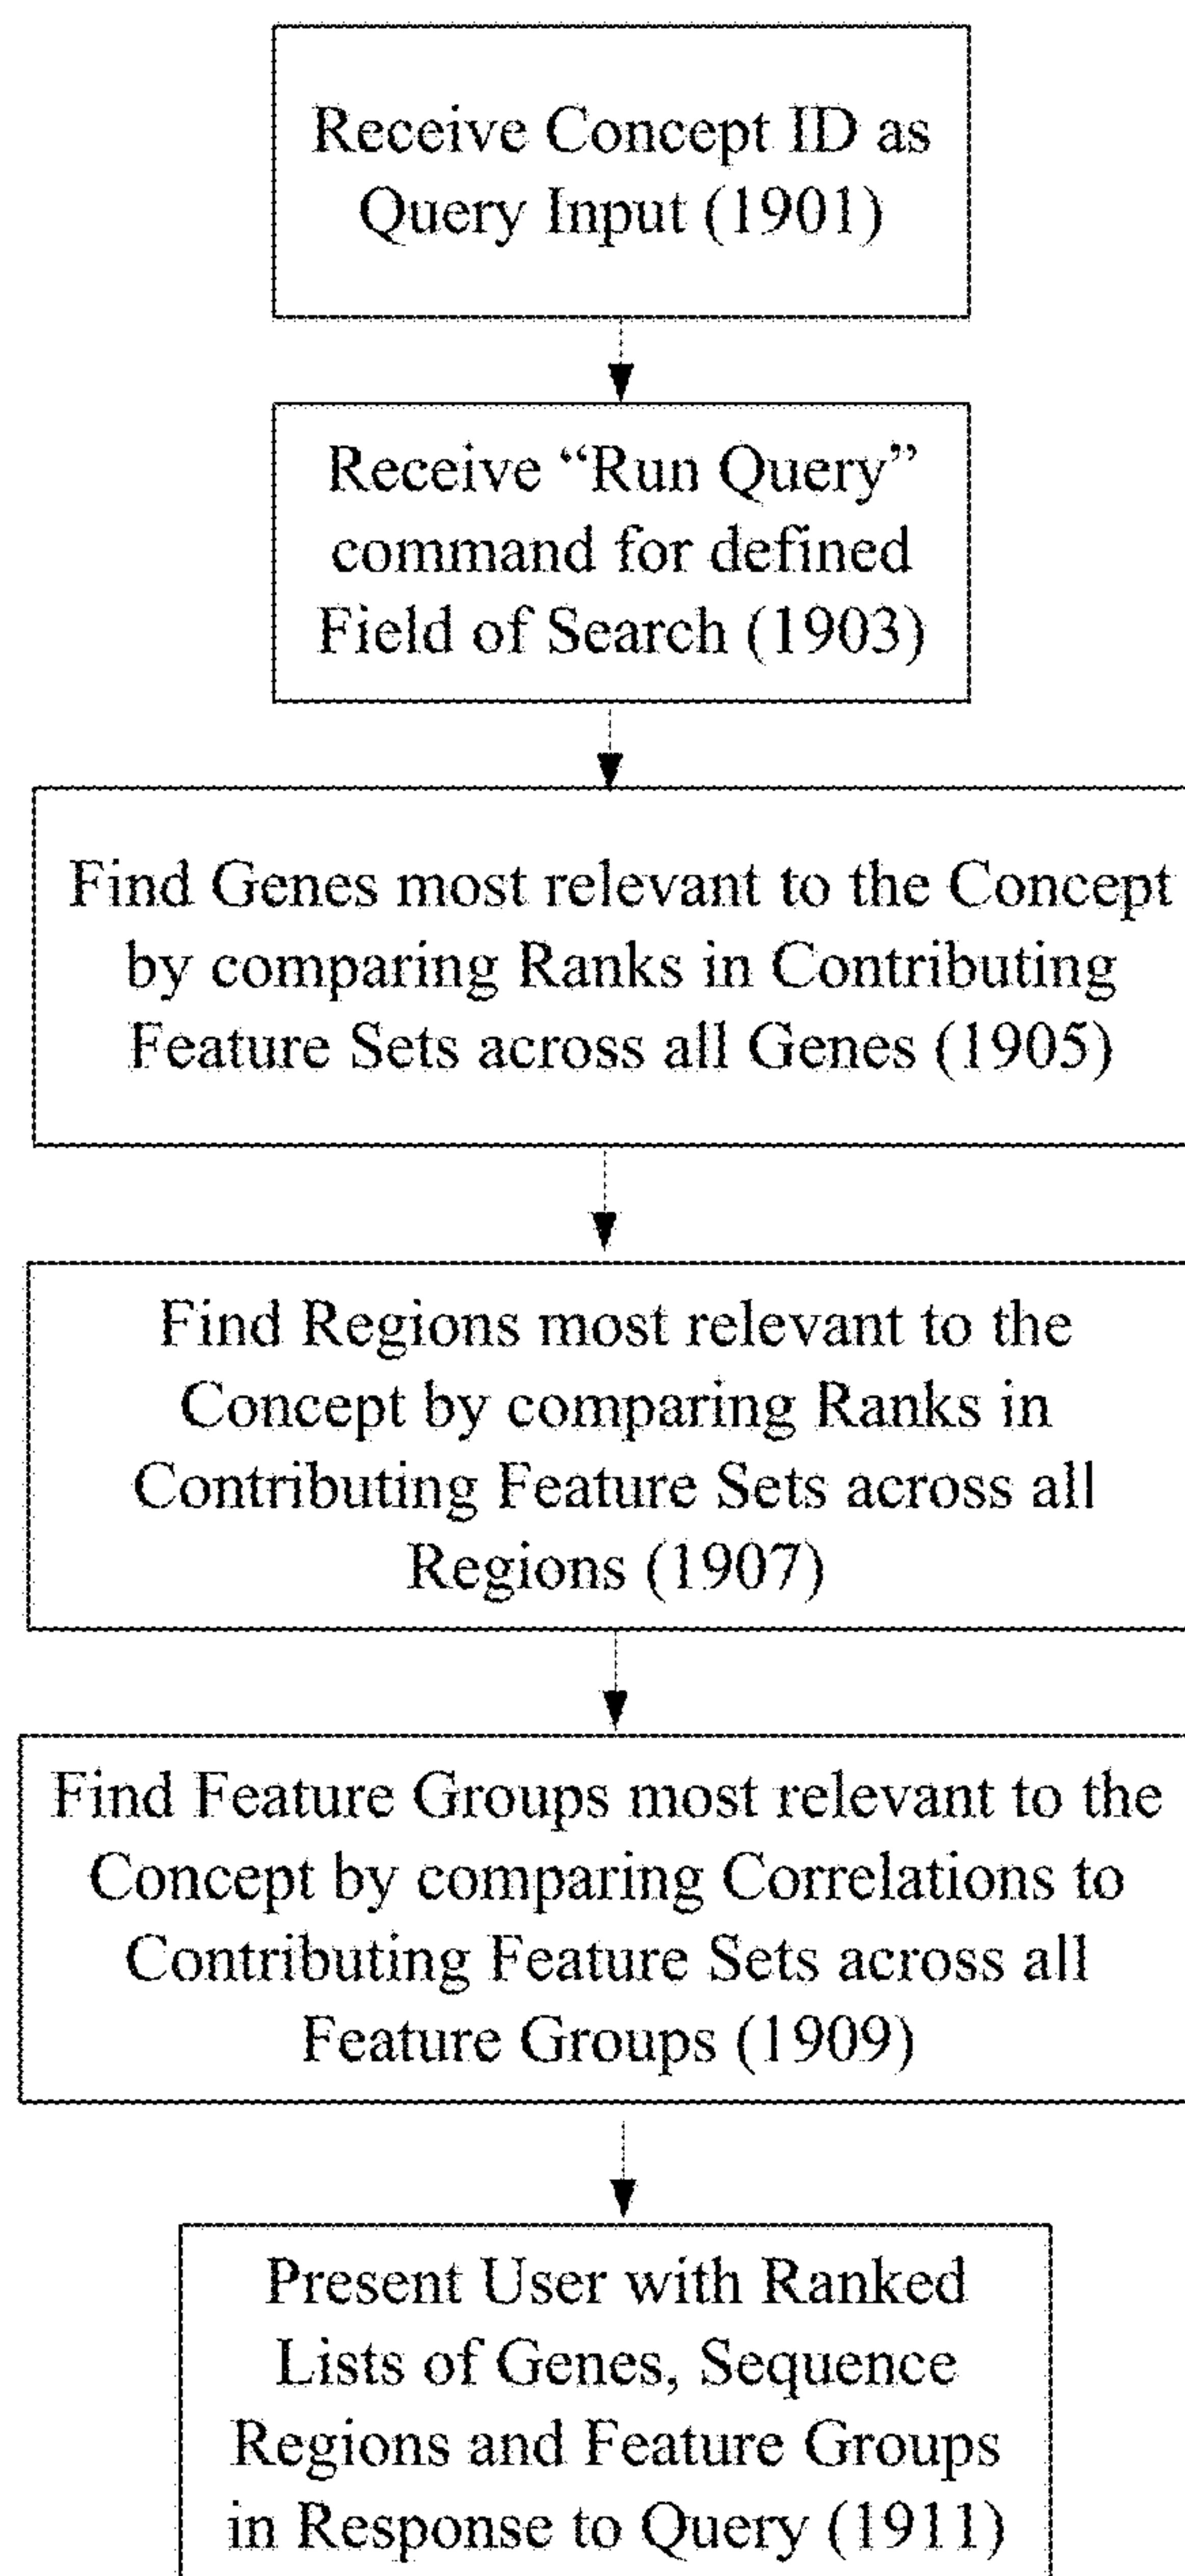 Receive Concept ID as
Query Input (1901)
Receive “Run Query”
command for defined
Field of Search (1903)
Find Genes most relevant to the Concept
by comparing Ranks in Contributing
Feature Sets across all Genes (1905)
Find Regions most relevant to the
Concept by comparing Ranks in
Contributing Feature Sets across all
Regions (1907)
Find Feature Groups most relevant to the
Concept by comparing Correlations to
Contributing Feature Sets across all
Feature Groups (1909)
Present User with Ranked
Lists of Genes, Sequence
Regions and Feature Groups
in Response to Query (1911)